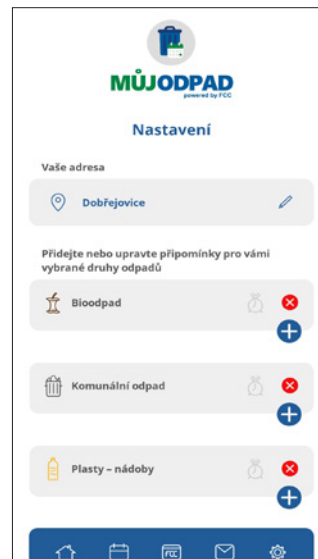 MŮJODPAD
powered by FCC
Nastavení
Vaše adresa
Dobřejovice
Přidejte nebo upravte připomínky pro vámi
vybrané druhy odpadů
Bioodpad
Komunální odpad
Plasty – nádoby
FCC